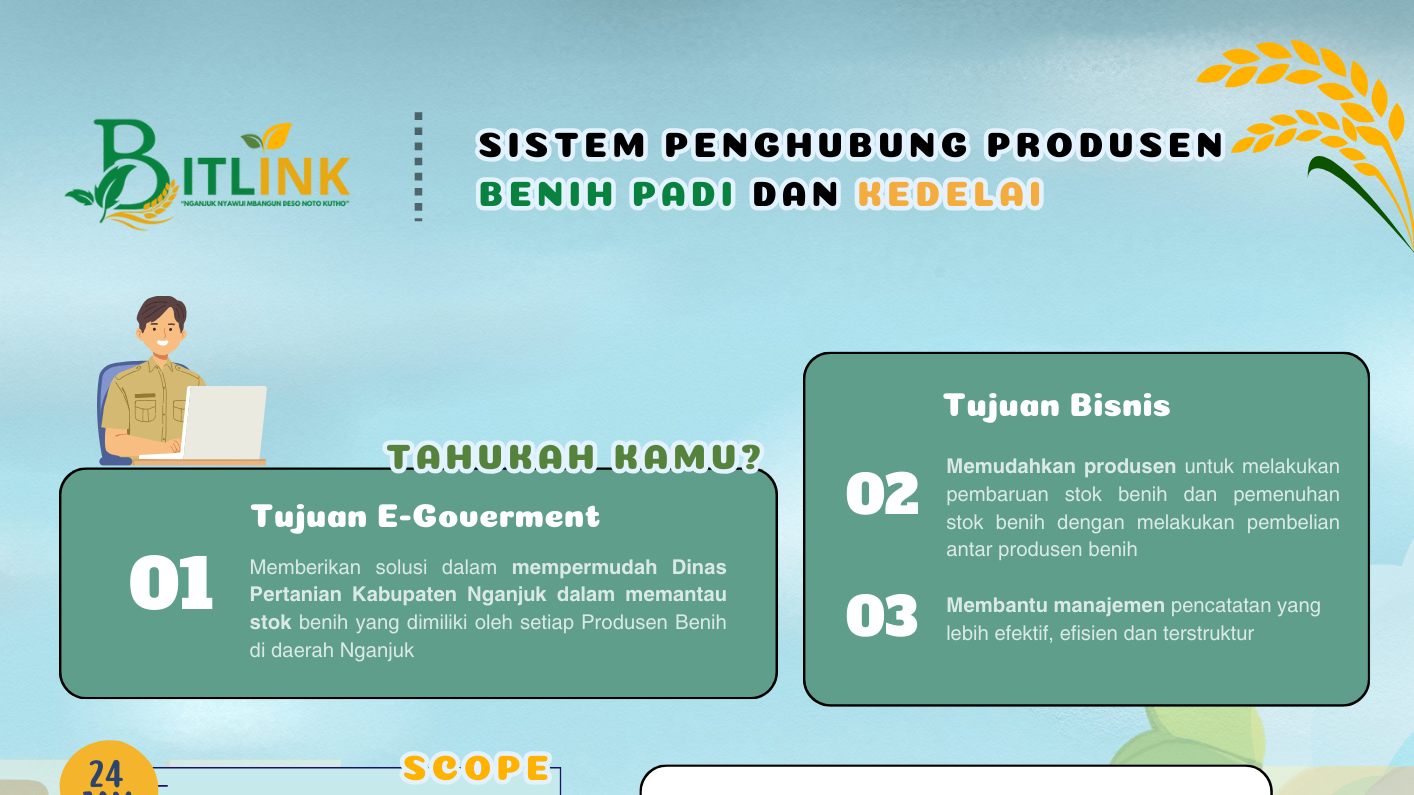 BITLINK
"NGANJUK NYAWIJI MBANGUN DESO NOTO KUTHO"
SISTEM PENGHUBUNG PRODUSEN
BENIH PADI DAN KEDELAI
TAHUKAH KAMU?
Tujuan E-Goverment
01
Memberikan solusi dalam mempermudah Dinas
Pertanian Kabupaten Nganjuk dalam memantau
stok benih yang dimiliki oleh setiap Produsen Benih
di daerah Nganjuk
Tujuan Bisnis
02
Memudahkan produsen untuk melakukan
pembaruan stok benih dan pemenuhan
stok benih dengan melakukan pembelian
antar produsen benih
03
Membantu manajemen pencatatan yang
lebih efektif, efisien dan terstruktur
24
SCOPE